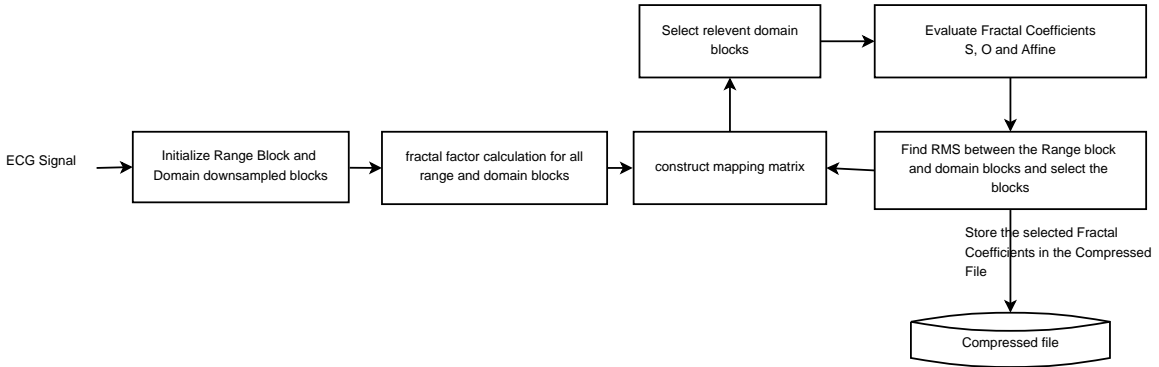 Select relevent domain
blocks
Evaluate Fractal Coefficients
S, O and Affine
ECG Signal
Initialize Range Block and
Domain downsampled blocks
fractal factor calculation for all
range and domain blocks
construct mapping matrix
Find RMS between the Range block
and domain blocks and select the
blocks
Store the selected Fractal
Coefficients in the Compressed
File
Compressed file